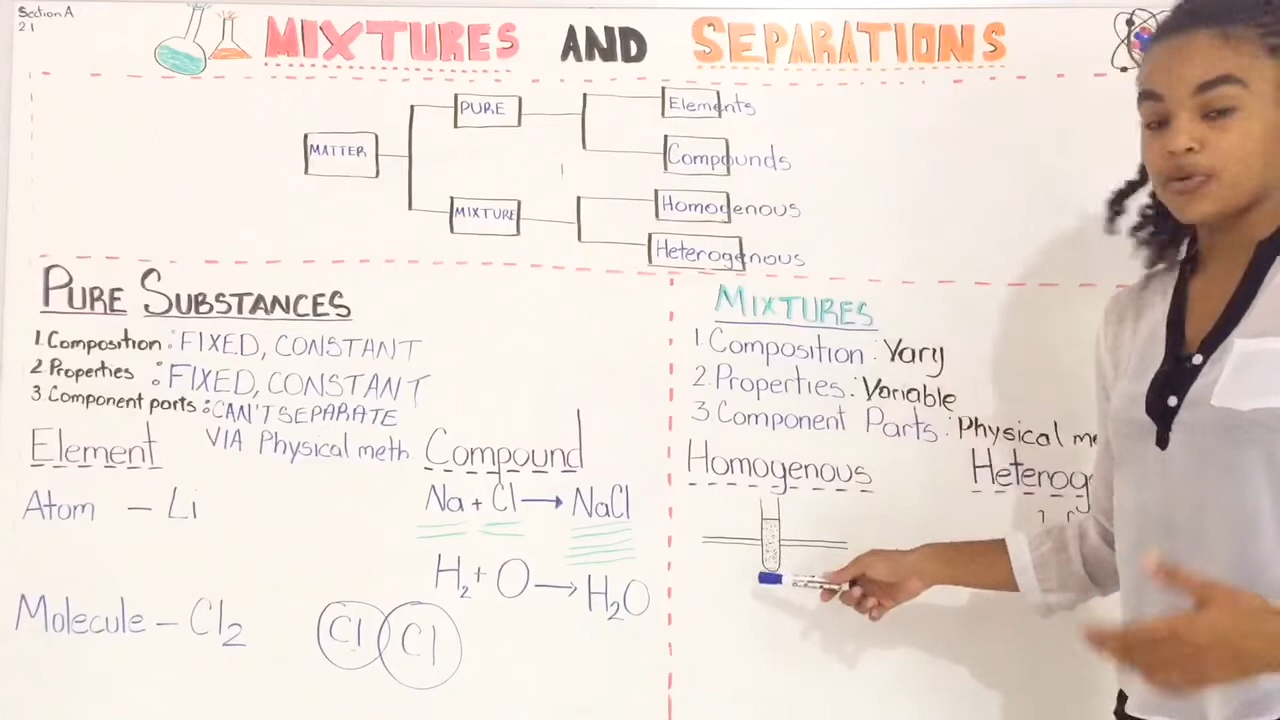 Section A
2.1
MIXTURES AND SEPARATIONS
MATTER
PURE
MIXTURE
Elements
Compounds
Homogenous
Heterogenous
PURE SUBSTANCES
1. Composition: FIXED, CONSTANT
2. Properties : FIXED, CONSTANT
3. Component parts: CAN'T SEPARATE
VIA Physical meth
Element
Atom - Li
Molecule - Cl2
Cl Cl
Compound
Na + Cl → NaCl
H2 + O → H2O
MIXTURES
1. Composition: Vary
2. Properties: Variable
3. Component Parts: Physical me
Homogenous
Heterog